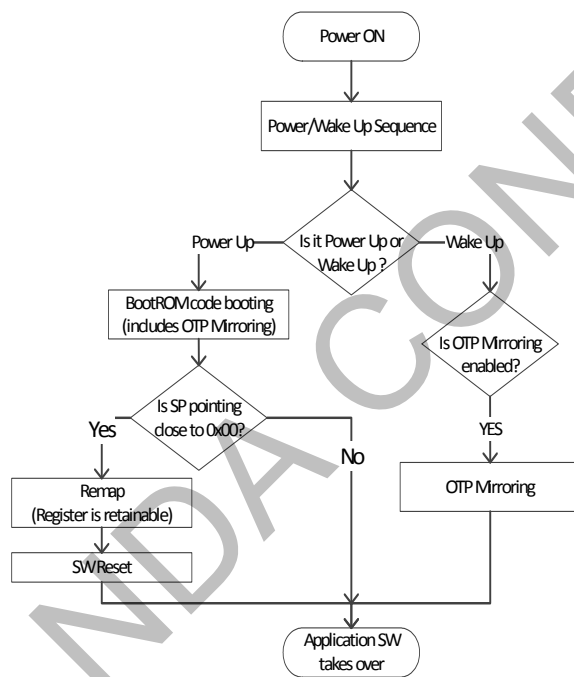 Power ON
Power/Wake Up Sequence
Is it Power Up or
Wake Up ?
Power Up
Wake Up
BootROM code booting
(includes OTP Mirroring)
Is OTP Mirroring
enabled?
Is SP pointing
close to 0x00?
Yes
No
YES
Remap
(Register is retainable)
OTP Mirroring
SW Reset
Application SW
takes over
NDA CON